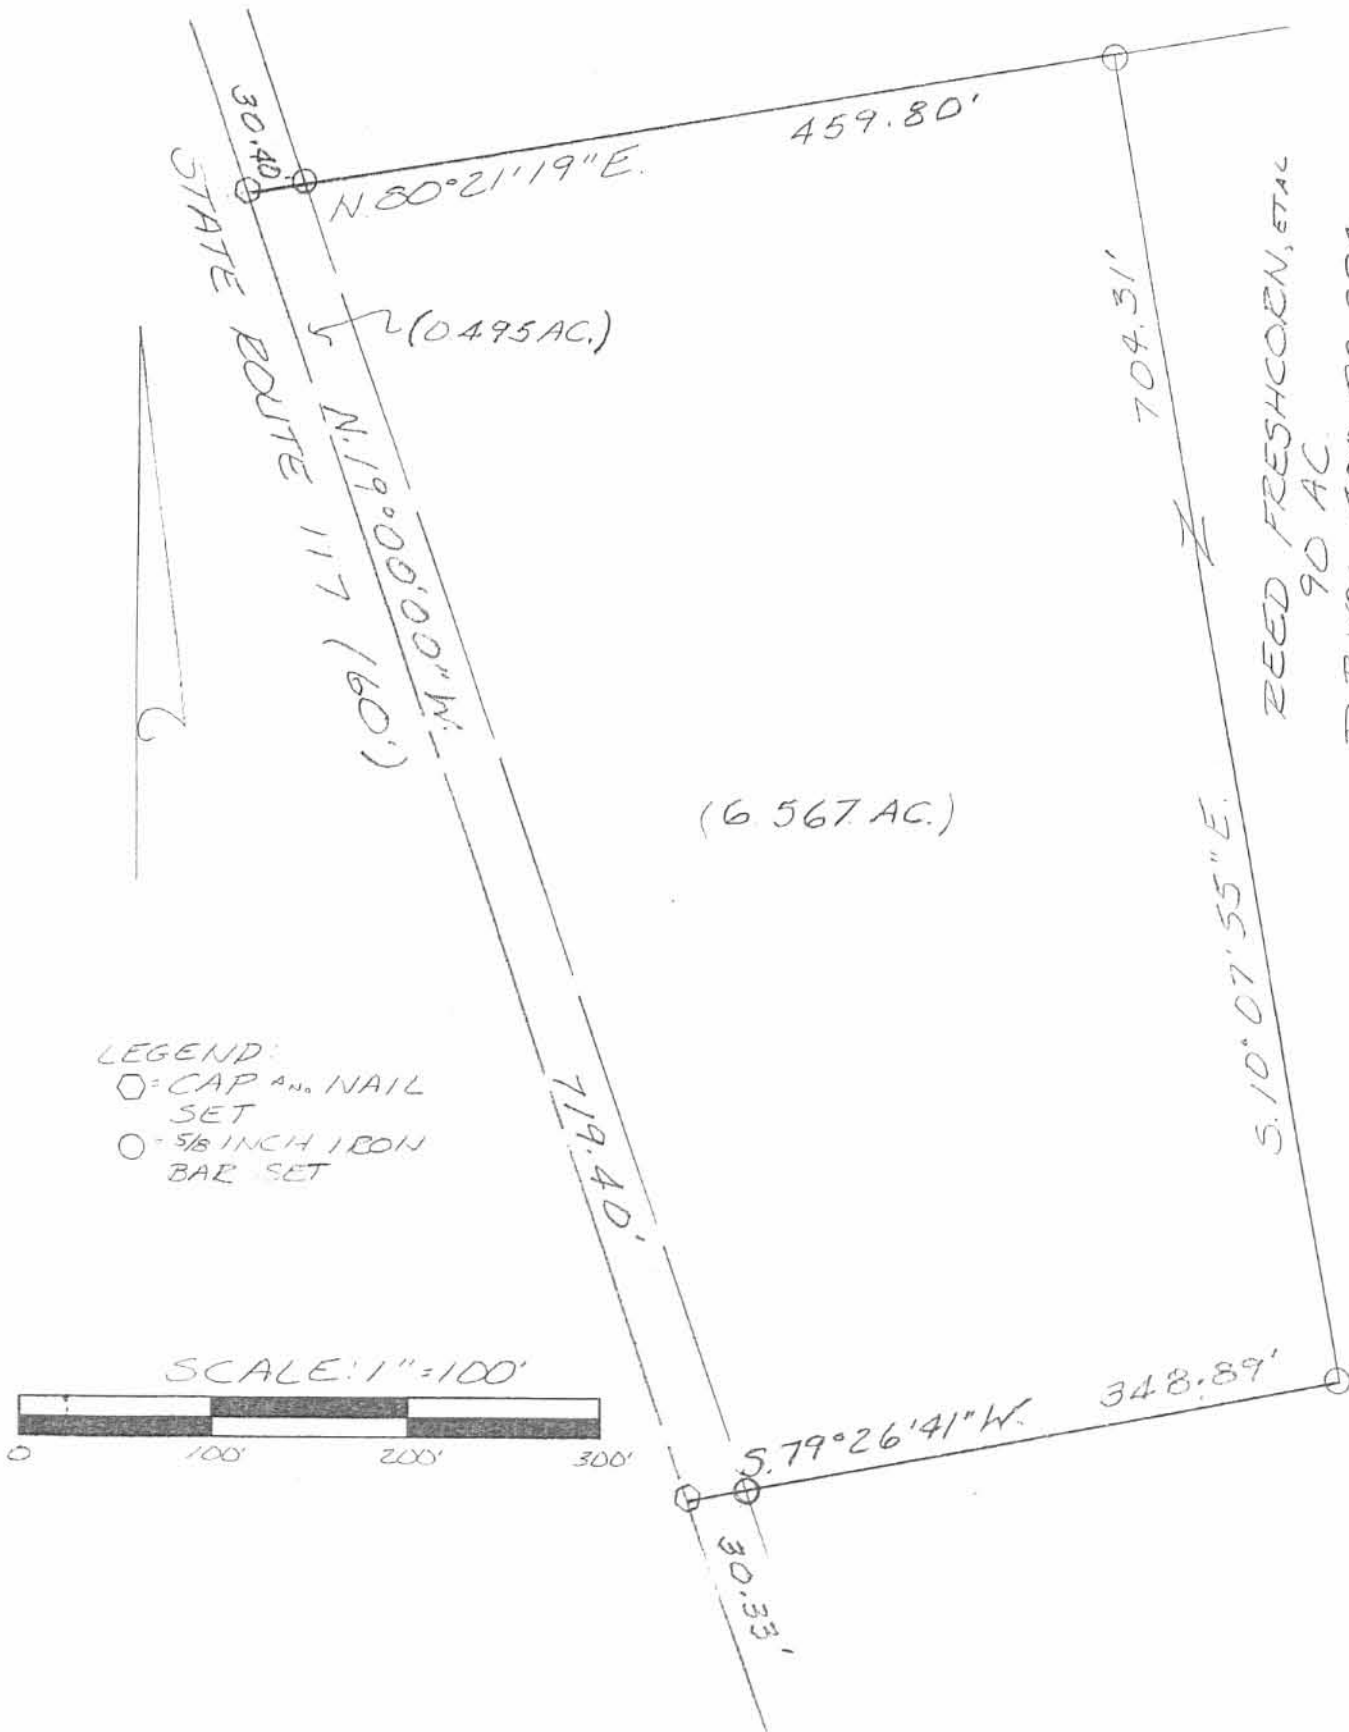 459.80'
30.40'
N.80°21'19"E.
STATE ROUTE 117 (60')
(0.495 AC.)
N.19°00'00"W.
719.40'
704.31'
S.10°07'55"E.
REED FRESHCORN, ETAL
90 AC.
(6.567 AC.)
LEGEND:
= CAP AND NAIL
SET
= 5/8 INCH IRON
BAR SET
SCALE: 1"=100'
0 100' 200' 300'
348.89'
S.79°26'41"W.
30.33'